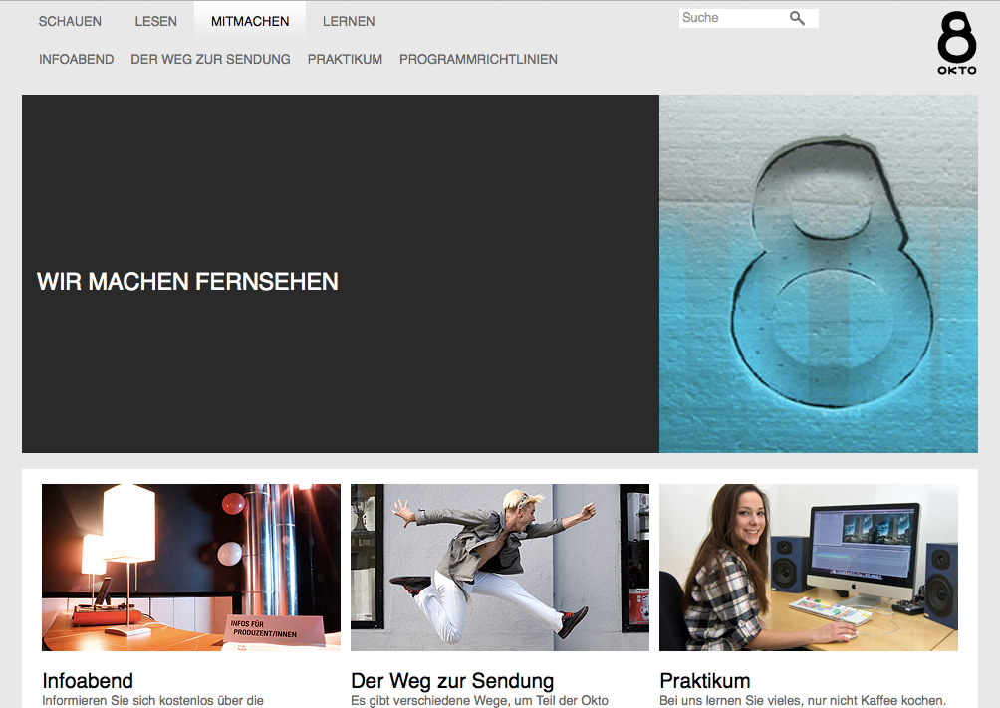 SCHAUEN LESEN MITMACHEN LERNEN Suche
INFOABEND DER WEG ZUR SENDUNG PRAKTIKUM PROGRAMMRICHTLINIEN
8
OKTO
WIR MACHEN FERNSEHEN
8
INFOS FÜR
PRODUZENT/INNEN
Infoabend
Informieren Sie sich kostenlos über die
Der Weg zur Sendung
Es gibt verschiedene Wege, um Teil der Okto
Praktikum
Bei uns lernen Sie vieles, nur nicht Kaffee kochen.